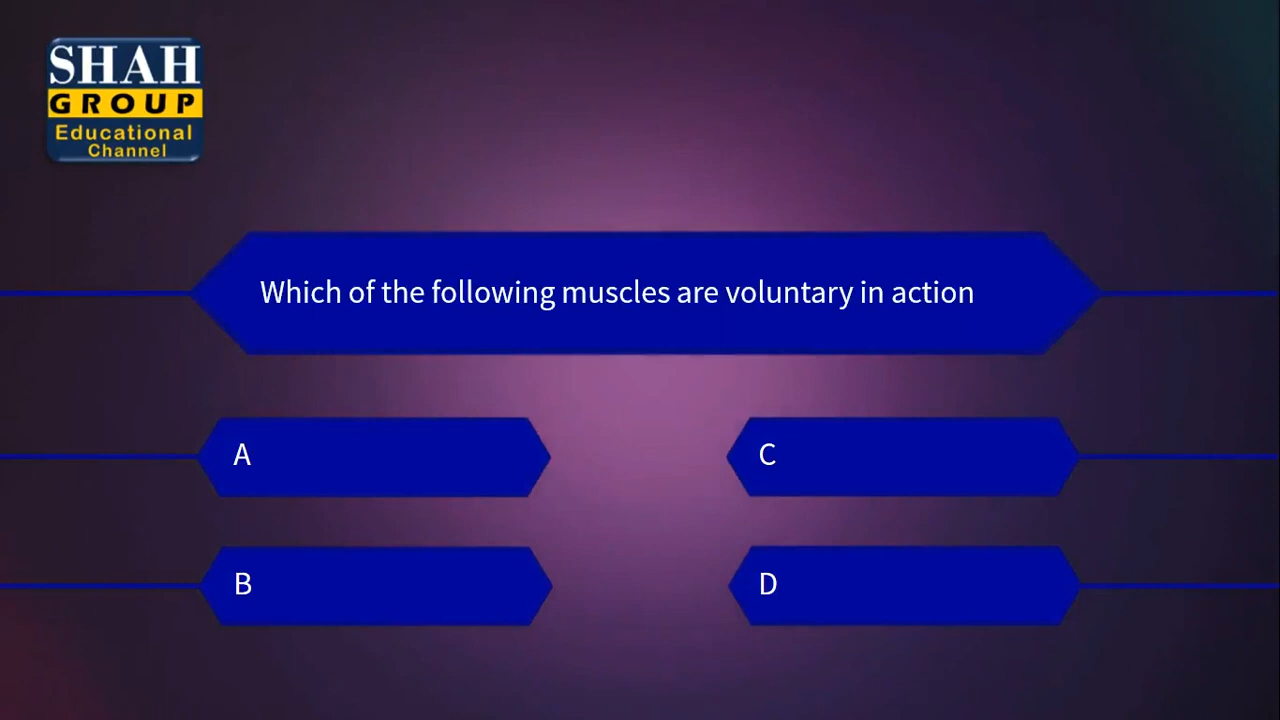 SHAH
GROUP
Educational
Channel
Which of the following muscles are voluntary in action
A
C
B
D